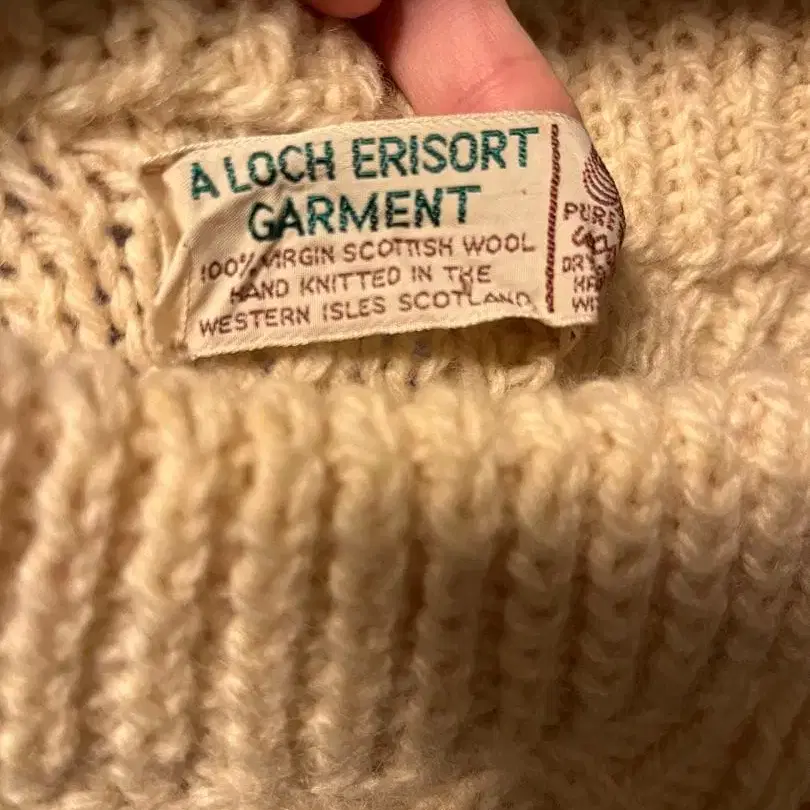 A LOCH ERISORT
GARMENT
100% VIRGIN SCOTTISH WOOL
HAND KNITTED IN THE
WESTERN ISLES SCOTLAND
PURE